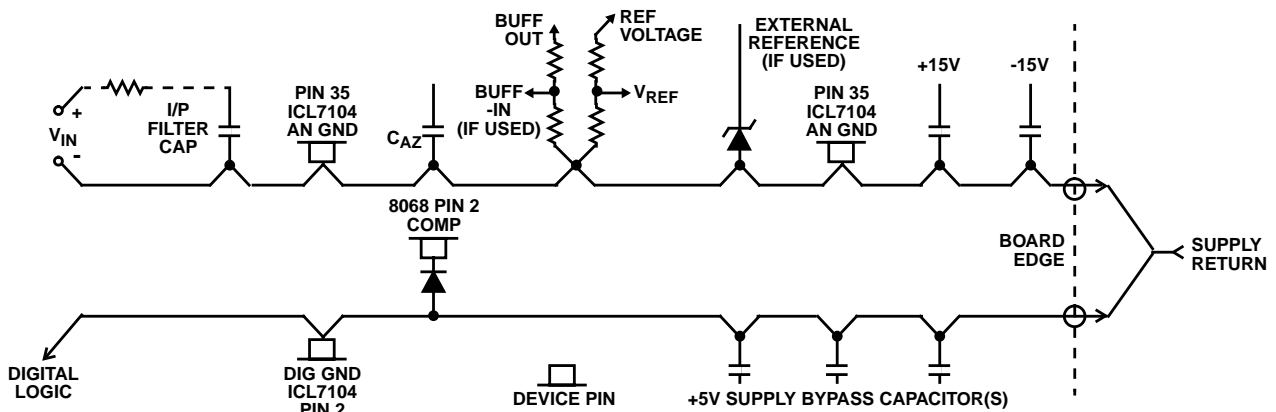 BUFF
OUT
REF
VOLTAGE
EXTERNAL
REFERENCE
(IF USED)
+15V
-15V
+
VIN
-
I/P
FILTER
CAP
PIN 35
ICL7104
AN GND
CAZ
BUFF
-IN
(IF USED)
VREF
PIN 35
ICL7104
AN GND
8068 PIN 2
COMP
BOARD
EDGE
SUPPLY
RETURN
DIGITAL
LOGIC
DIG GND
ICL7104
PIN 2
DEVICE PIN
+5V SUPPLY BYPASS CAPACITOR(S)